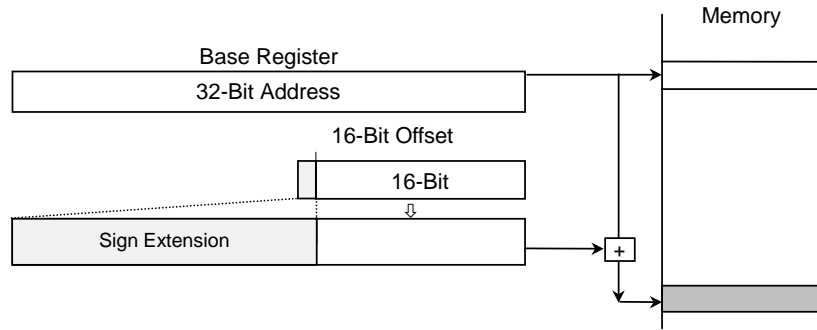 Memory
Base Register
32-Bit Address
16-Bit Offset
16-Bit
Sign Extension
+